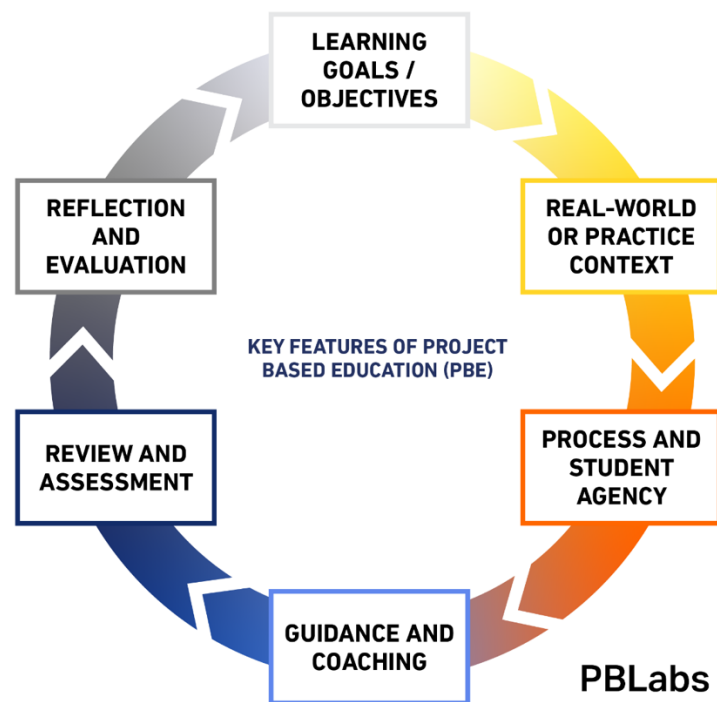 LEARNING
GOALS /
OBJECTIVES
REAL-WORLD
OR PRACTICE
CONTEXT
PROCESS AND
STUDENT
AGENCY
GUIDANCE AND
COACHING
REVIEW AND
ASSESSMENT
REFLECTION
AND
EVALUATION
KEY FEATURES OF PROJECT
BASED EDUCATION (PBE)
PBLabs